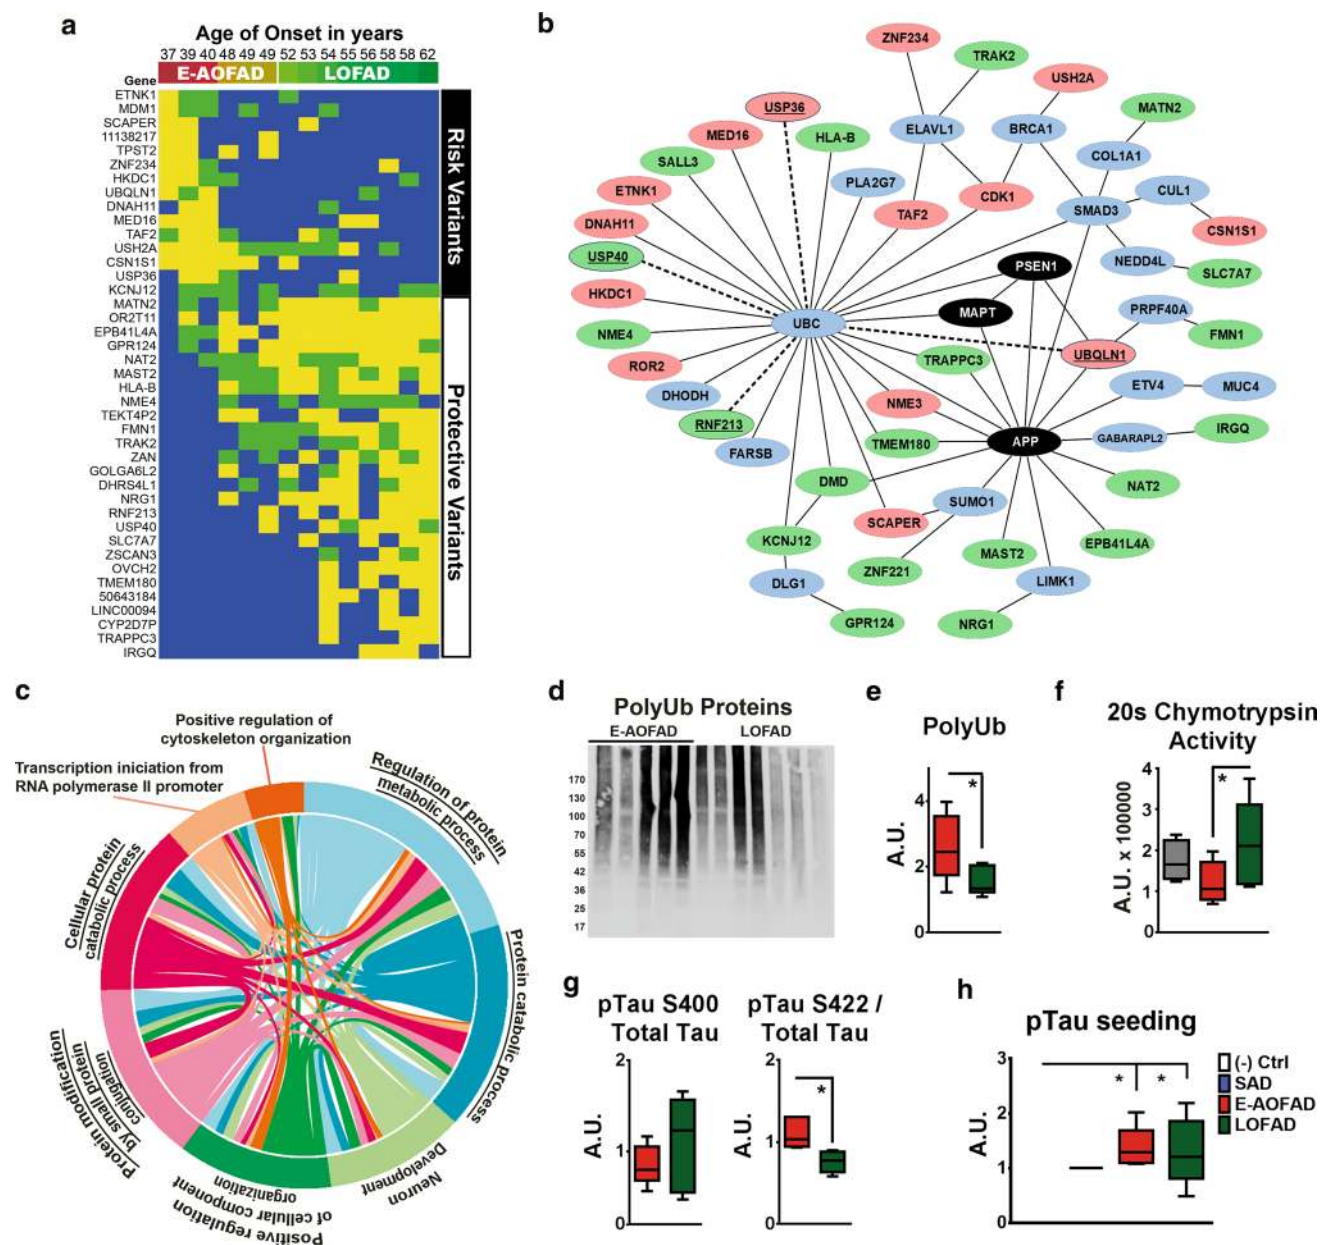 a
Age of Onset in years
37 39 40 48 49 49 52 53 54 55 56 58 58 62
Gene
E-AOFAD
LOFAD
ETNK1
MDM1
SCAPER
11138217
TPST2
ZNF234
HKDC1
UBQLN1
DNAH11
MED16
TAF2
USH2A
CSN1S1
USP36
KCNJ12
MATN2
OR2T11
EPB41L4A
GPR124
NAT2
MAST2
HLA-B
NME4
TEKT4P2
FMN1
TRAK2
ZAN
GOLGA6L2
DHRS4L1
NRG1
RNF213
USP40
SLC7A7
ZSCAN3
OVCH2
TMEM180
50643184
LINC00094
CYP2D7P
TRAPPC3
IRGQ
Risk Variants
Protective Variants
b
ZNF234
TRAK2
USP36
USH2A
MED16
HLA-B
ELAVL1
BRCA1
MATN2
SALL3
COL1A1
ETNK1
PLA2G7
CDK1
CUL1
DNAH11
TAF2
SMAD3
CSN1S1
USP40
PSEN1
NEDD4L
SLC7A7
HKDC1
MAPT
PRPF40A
UBC
NME4
FMN1
UBQLN1
ROR2
TRAPPC3
DHODH
NME3
ETV4
MUC4
RNF213
TMEM180
APP
GABARAPL2
IRGQ
FARSB
DMD
SUMO1
NAT2
SCAPER
KCNJ12
MAST2
EPB41L4A
ZNF221
DLG1
LIMK1
GPR124
NRG1
c
Positive regulation of
cytoskeleton organization
Transcription iniciation from
RNA polymerase II promoter
Regulation of protein
metabolic process
Protein catabolic process
Neuron
Development
Positive regulation
of cellular component
organization
Protein modification
by small protein
conjugation
Cellular protein
catabolic process
d
PolyUb Proteins
E-AOFAD
LOFAD
170
130
100
70
55
42
36
25
17
e
PolyUb
A.U.
4
2
0
*
f
20s Chymotrypsin
Activity
A.U. x 100000
4
3
2
1
0
*
g
pTau S400
Total Tau
A.U.
2
1
0
pTau S422 /
Total Tau
A.U.
2
1
0
*
h
pTau seeding
A.U.
3
2
1
0
*
*
(-) Ctrl
SAD
E-AOFAD
LOFAD